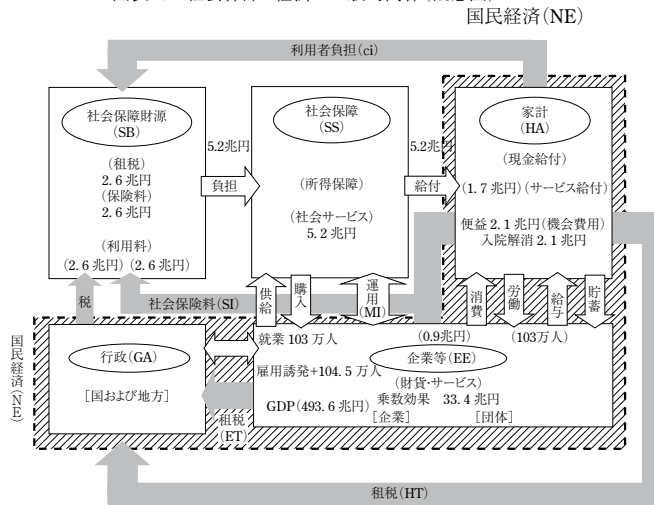 国民経済(NE)
利用者負担(ci)
社会保障財源
(SB)
(租税)
2.6 兆円
(保険料)
2.6 兆円
(利用料)
(2.6 兆円) (2.6 兆円)
5.2兆円
負担
社会保障
(SS)
(所得保障)
(社会サービス)
5.2 兆円
5.2兆円
給付
家計
(HA)
(現金給付)
(1.7 兆円) (サービス給付)
便益 2.1 兆円(機会費用)
入院解消 2.1 兆円
税
社会保険料(SI)
供給
購入
運用(MI)
消費
労働
給与
貯蓄
国民経済(NE)
行政(GA)
[国および地方]
就業 103 万人
(0.9兆円)
(103万人)
企業等(EE)
雇用誘発+104.5 万人
(財貨・サービス)
乗数効果 33.4 兆円
GDP(493.6 兆円)
[企業] [団体]
租税
(ET)
租税(HT)